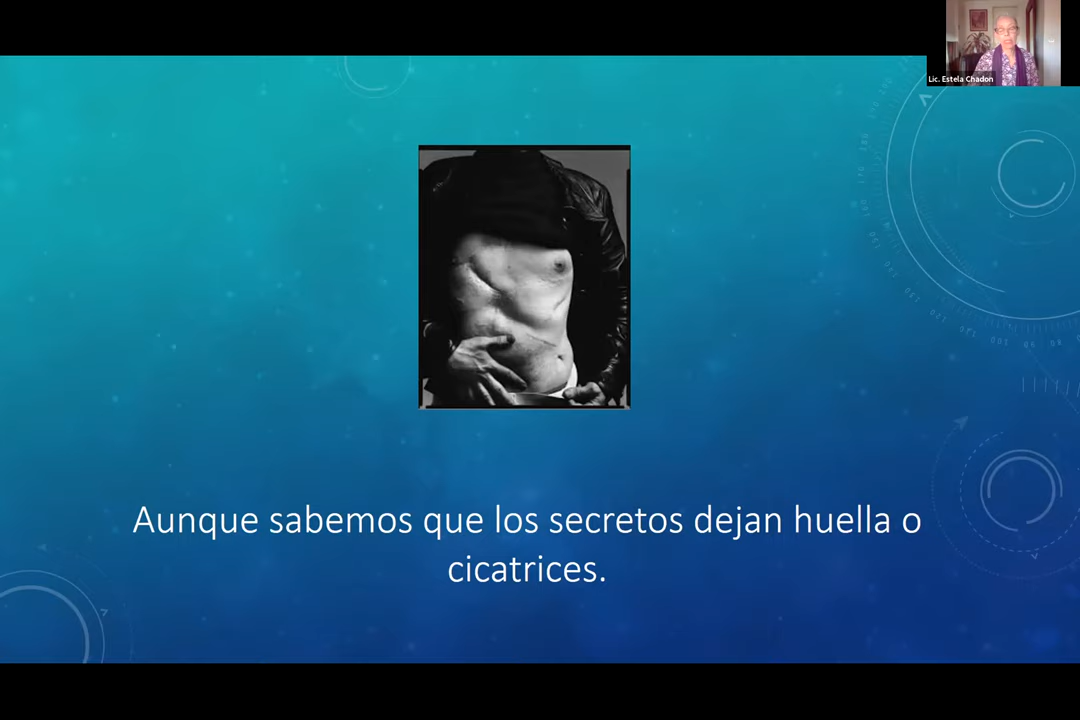 Lic. Estela Chadon
Aunque sabemos que los secretos dejan huella o
cicatrices.